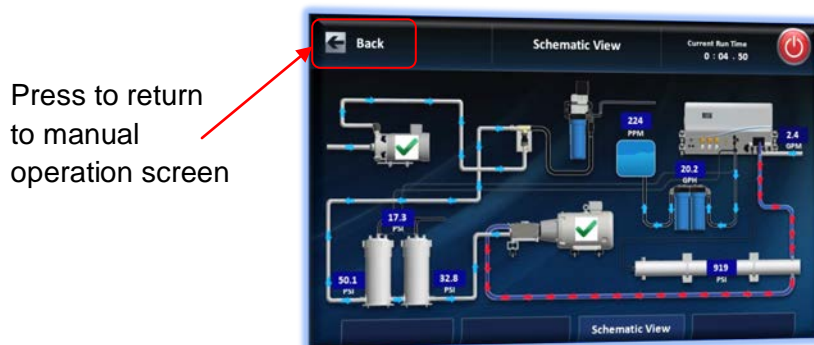 Press to return
to manual
operation screen
Back
Schematic View
Current Run Time
0 : 04 . 50
224
PPM
2.4
GPM
20.2
GPH
17.3
PSI
50.1
PSI
32.8
PSI
919
PSI
Schematic View